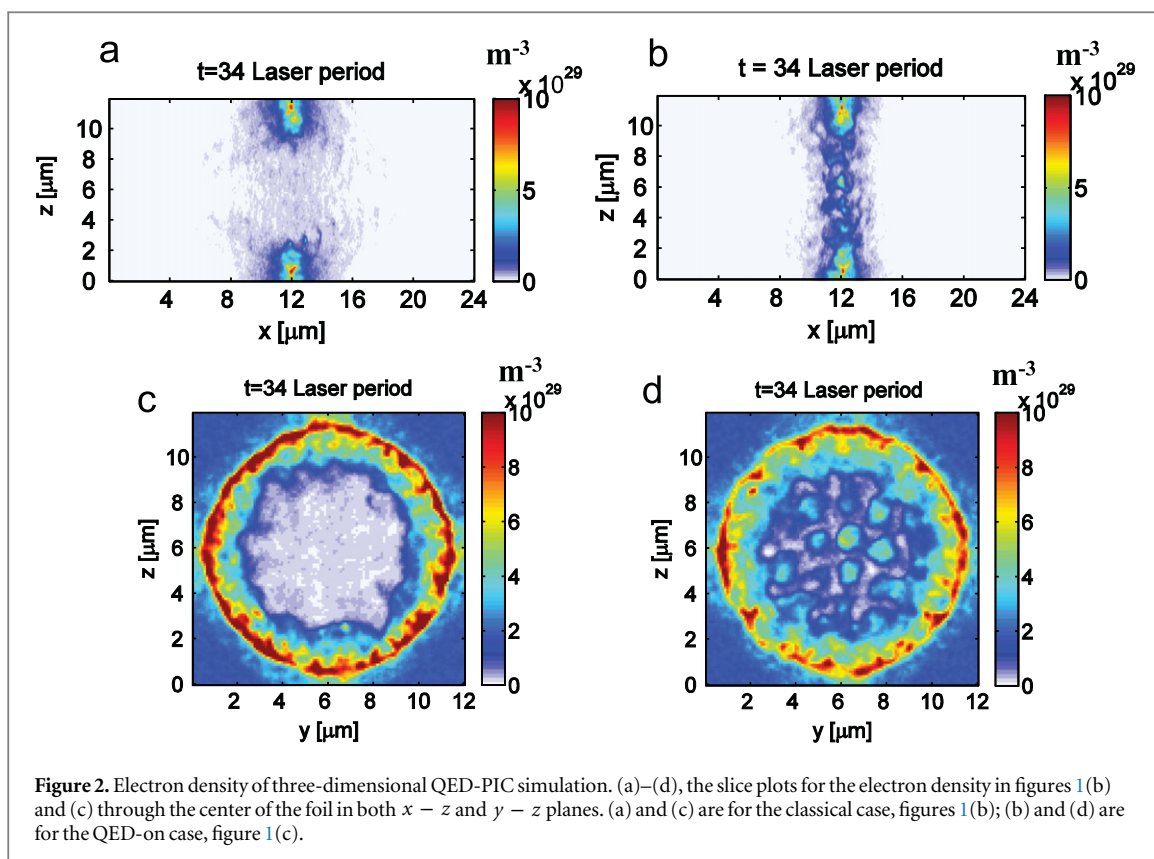 a
t=34 Laser period
m-3
x 10^29
10
5
0
z [μm]
10
8
6
4
2
0
4 8 12 16 20 24
x [μm]
b
t = 34 Laser period
m-3
x 10^29
10
5
0
z [μm]
10
8
6
4
2
0
4 8 12 16 20 24
x [μm]
c
t=34 Laser period
m-3
x 10^29
10
8
6
4
2
0
z [μm]
10
8
6
4
2
0
2 4 6 8 10 12
y [μm]
d
t=34 Laser period
m-3
x 10^29
10
8
6
4
2
0
z [μm]
10
8
6
4
2
0
2 4 6 8 10 12
y [μm]
Figure 2. Electron density of three-dimensional QED-PIC simulation. (a)–(d), the slice plots for the electron density in figures 1(b)
and (c) through the center of the foil in both x − z and y − z planes. (a) and (c) are for the classical case, figures 1(b); (b) and (d) are
for the QED-on case, figure 1(c).